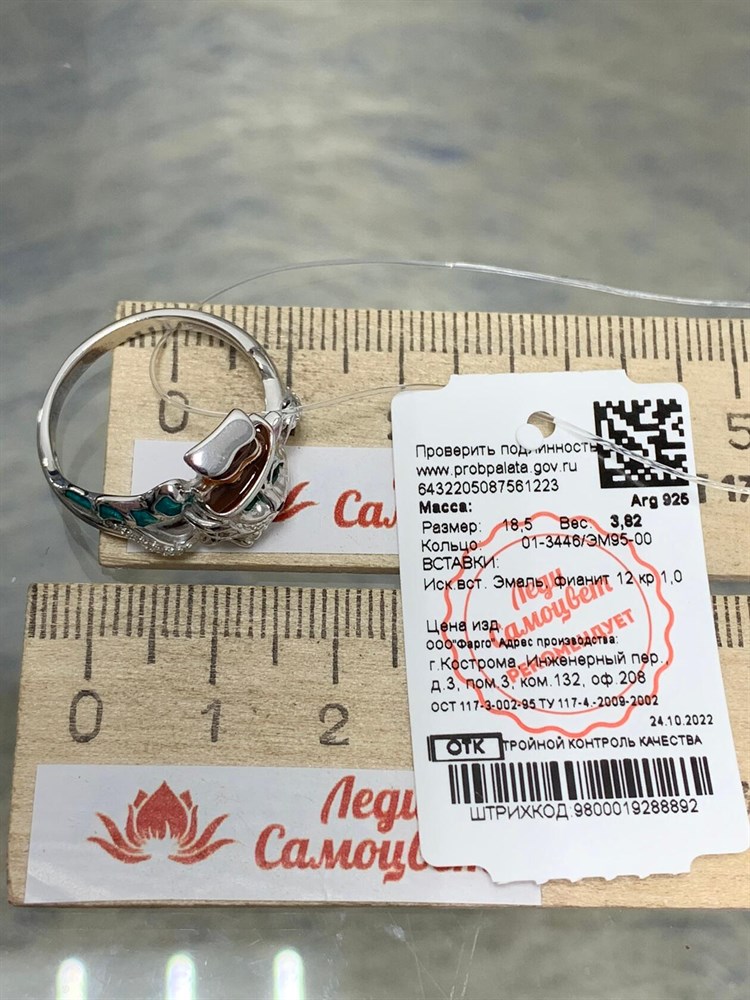 0
5
17
Са
Проверить подлинность
www.probpalata.gov.ru
6432205087561223
Масса:
Arg 925
Размер: 18,5 Вес: 3,82
Кольцо: 01-3446/ЭМ95-00
ВСТАВКИ:
Иск.вст. Эмаль, фианит 12 кр 1,0
Леди
Самоцвет
РЕКОМЕНДУЕТ
Цена изд
ООО"Фарго" Адрес производства:
г.Кострома, Инженерный пер.,
д.3, пом.3, ком.132, оф.208
ОСТ 117-3-002-95 ТУ 117-4.-2009-2002
24.10.2022
ОТК ТРОЙНОЙ КОНТРОЛЬ КАЧЕСТВА
ШТРИХКОД:9800019288892
0 1 2
Леди
Самоцвет